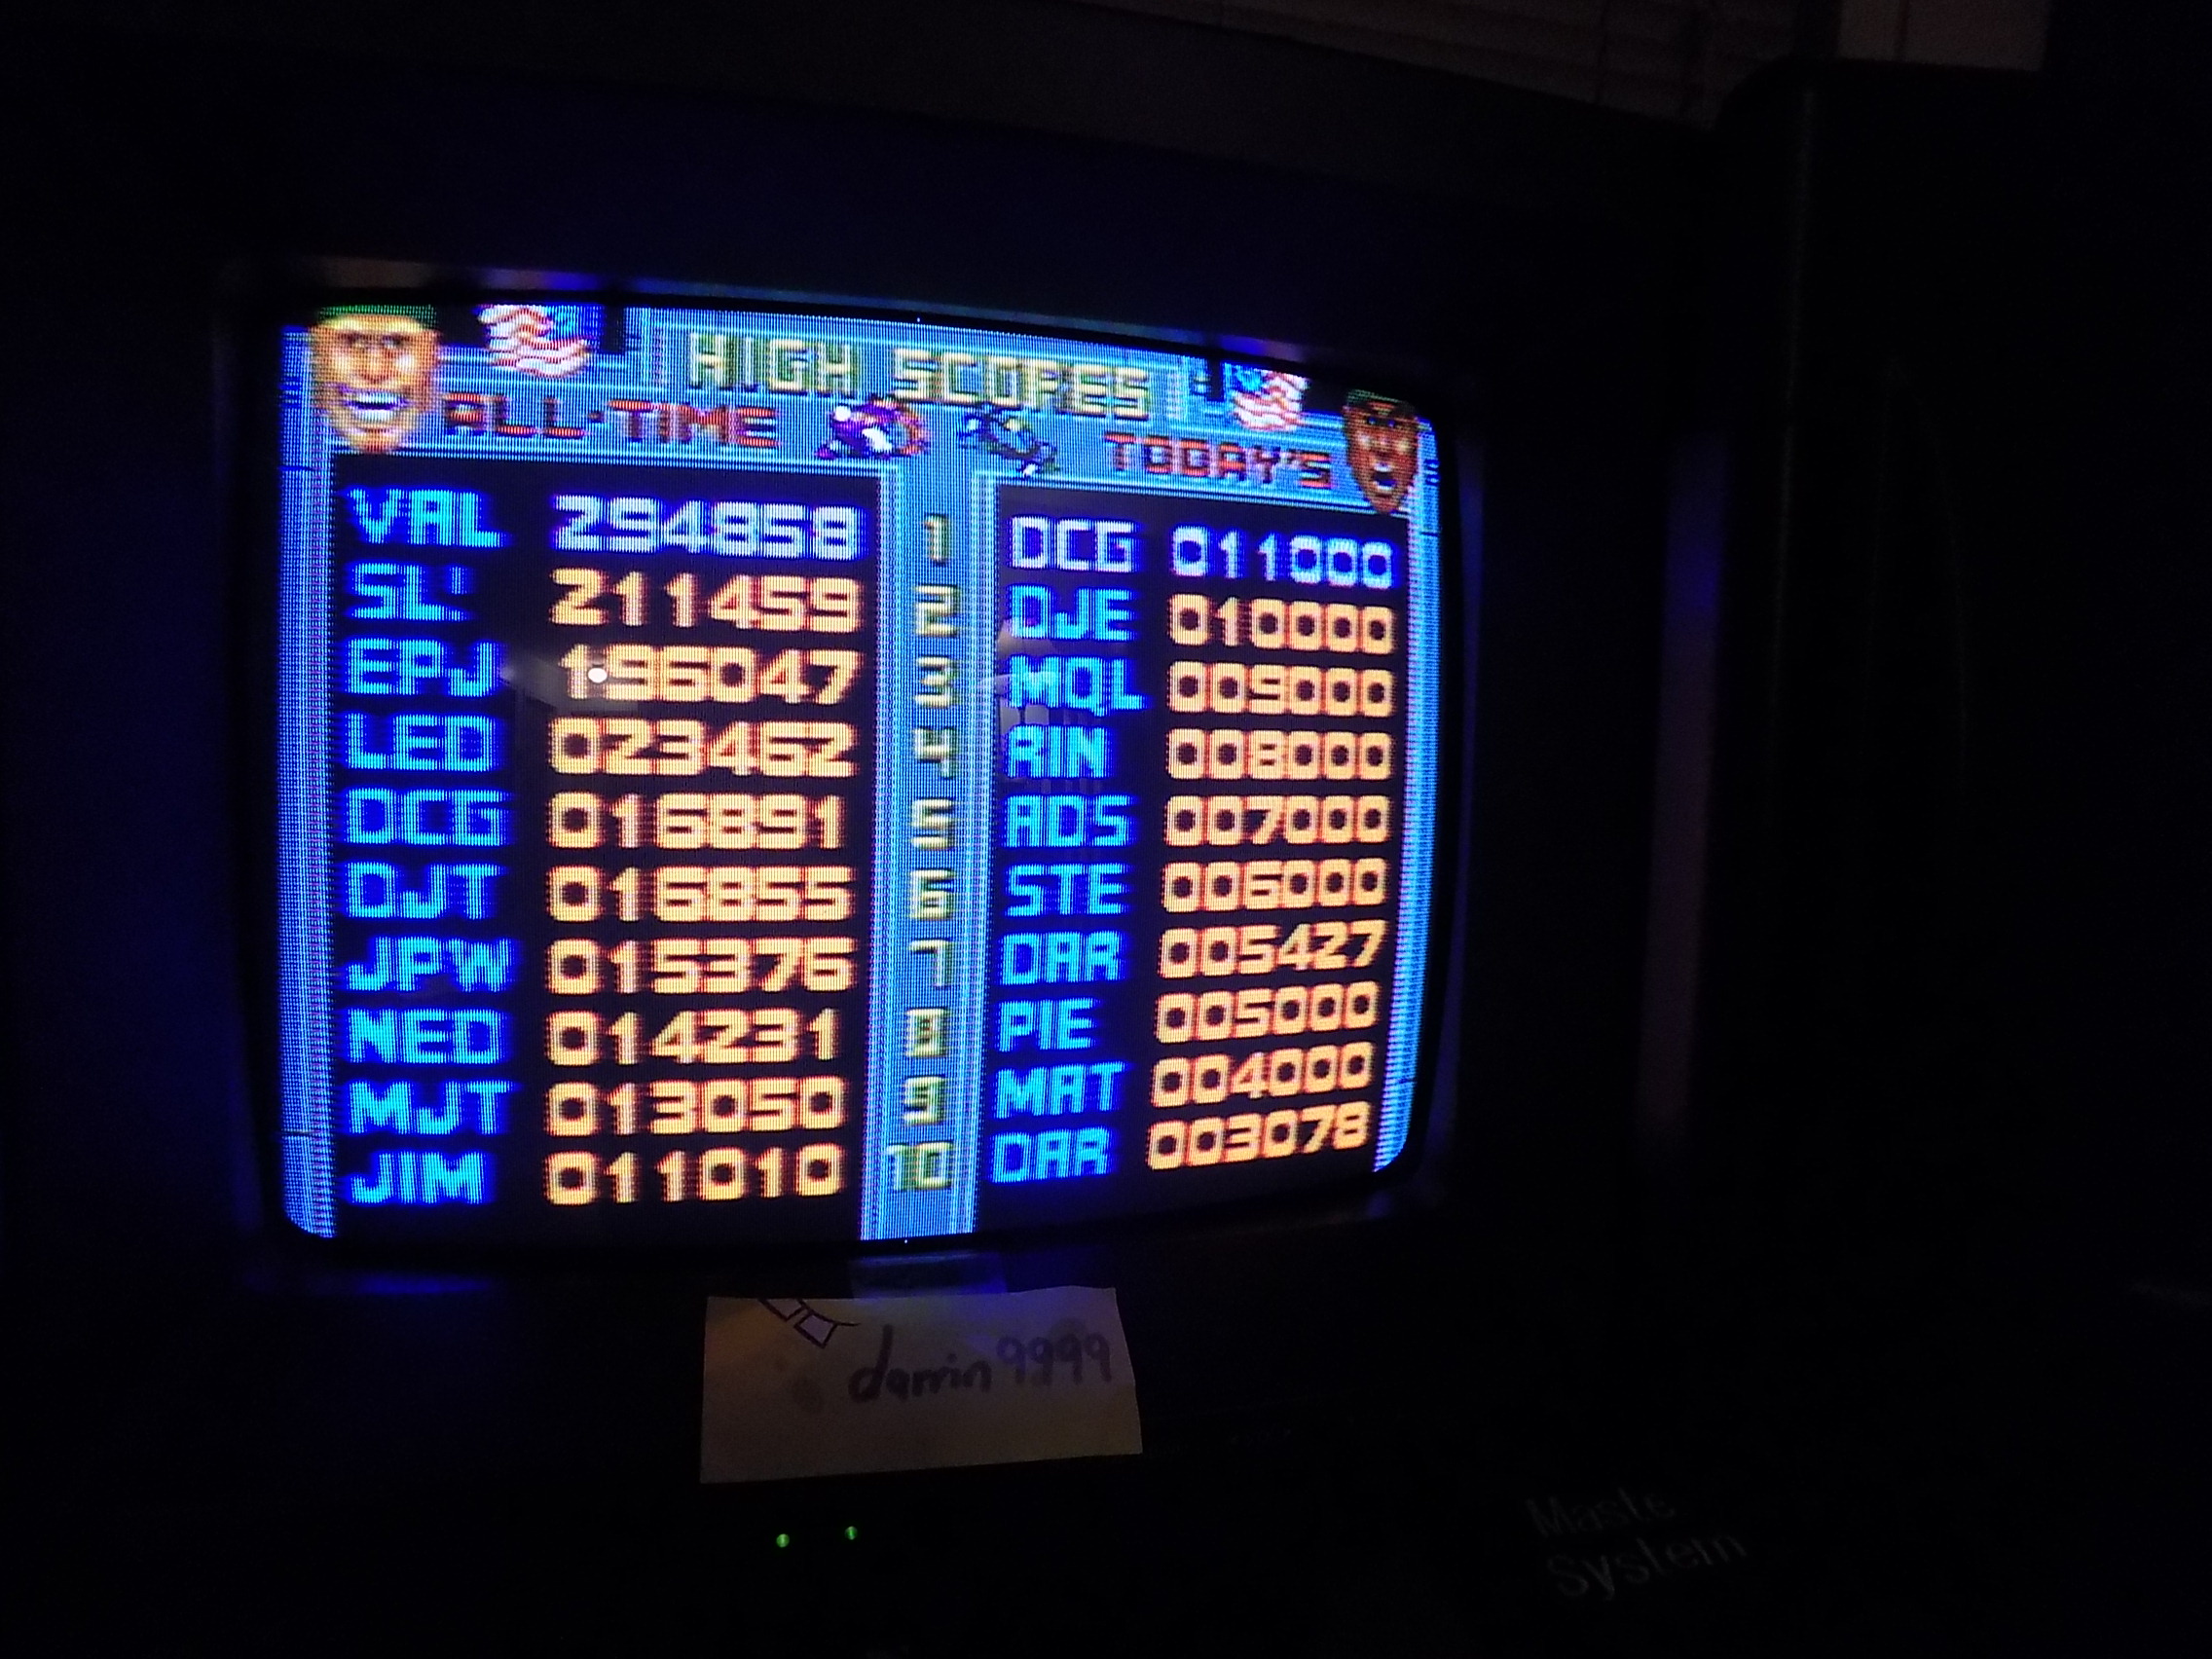 HIGH SCORES
ALL-TIME TODAY'S
VAL 294858 1 DCG 011000
SL' 211459 2 DJE 010000
EPJ 196047 3 MQL 009000
LED 023462 4 RIN 008000
DCG 016891 5 ADS 007000
DJT 016855 6 STE 006000
JPW 015376 7 DAR 005427
NED 014231 8 PIE 005000
MJT 013050 9 MAT 004000
JIM 011010 10 DAR 003078
darrin9999
Maste
System